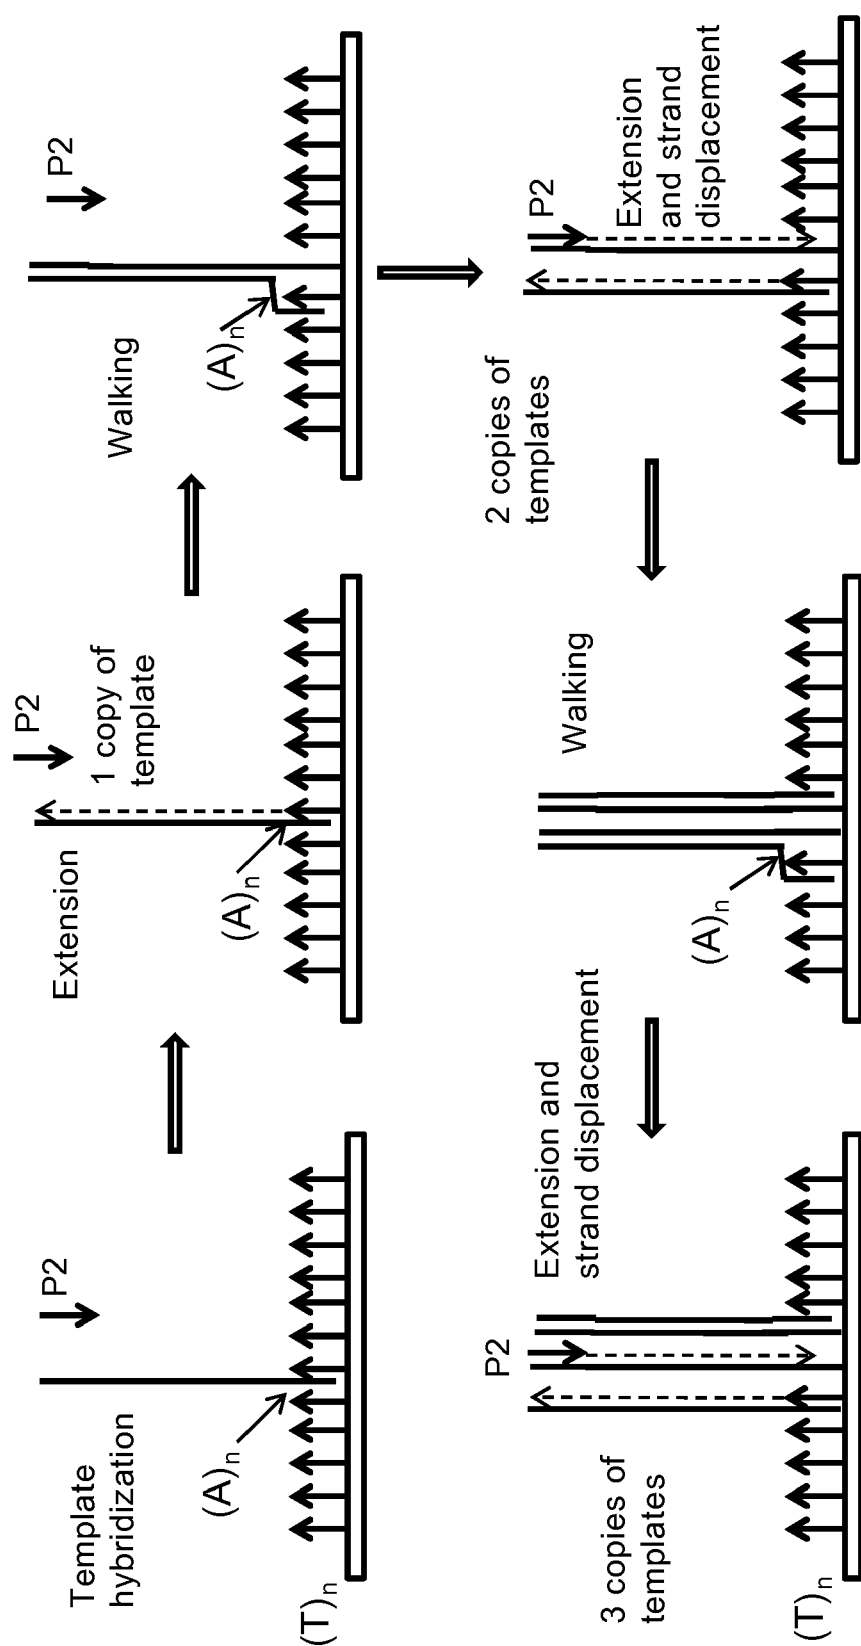 Template
hybridization
P2
(A)n
(T)n
Extension
P2
1 copy of
template
(A)n
Walking
P2
(A)n
2 copies of
templates
P2
Extension
and strand
displacement
Walking
(A)n
Extension and
strand displacement
P2
3 copies of
templates
(T)n